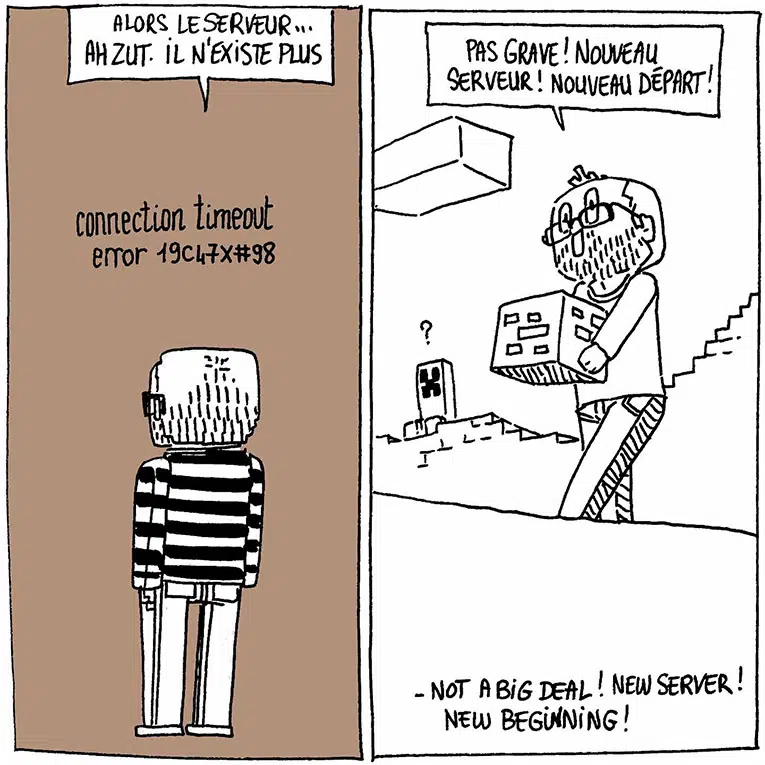 ALORS LE SERVEUR...
AH ZUT. IL N'EXISTE PLUS
connection timeout
error 19C47X#98
PAS GRAVE! NOUVEAU
SERVEUR! NOUVEAU DÉPART!
?
- NOT A BIG DEAL! NEW SERVER!
NEW BEGINNING!